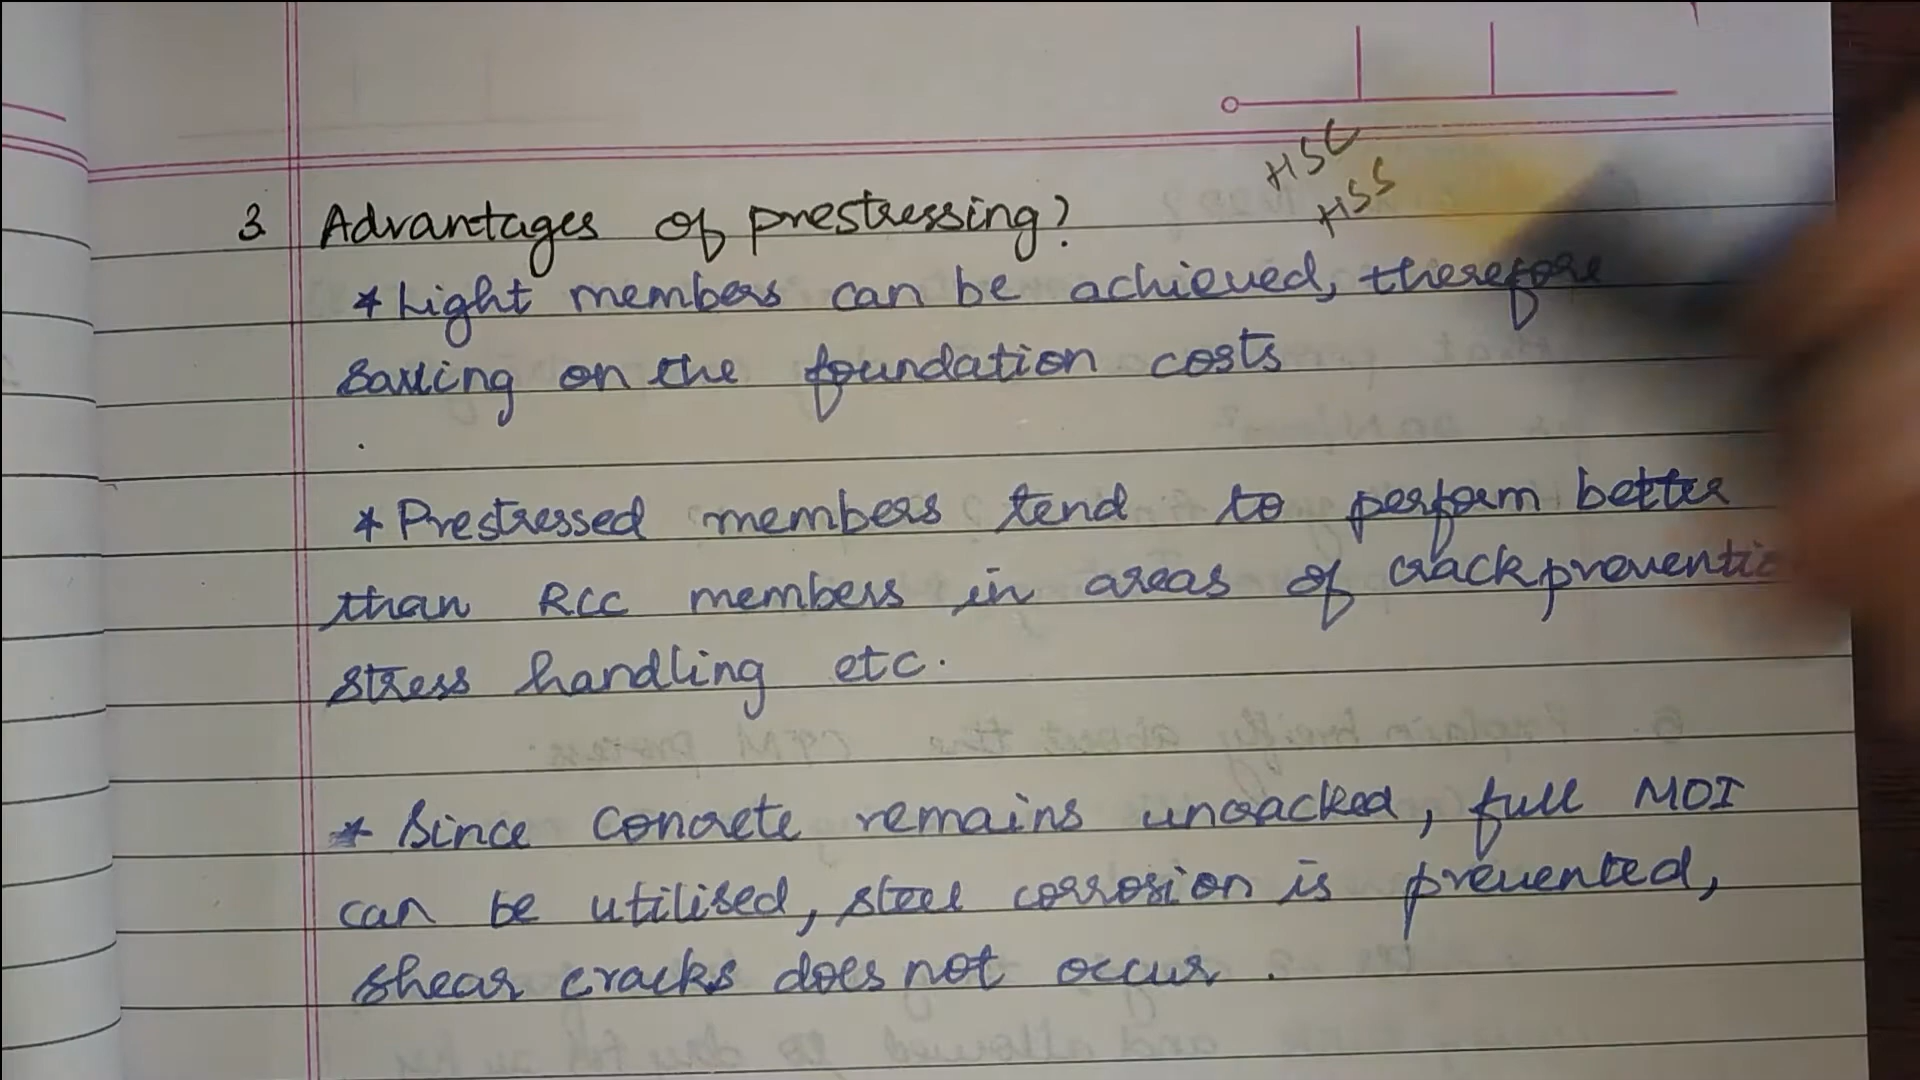 HSC
HSS
3 Advantages of prestressing?
* Light members can be achieved, therefore
saving on the foundation costs
* Prestressed members tend to perform better
than RCC members in areas of crack preventio
stress handling etc.
* Since concrete remains uncracked, full MOI
can be utilised, steel corrosion is prevented,
shear cracks does not occur.